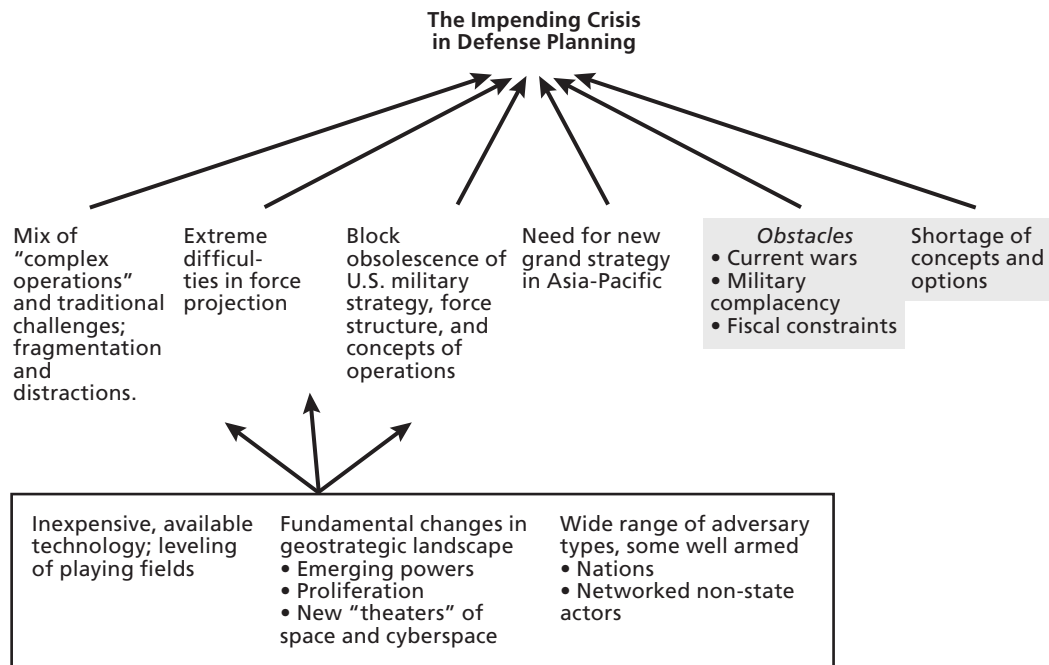 The Impending Crisis
in Defense Planning
Mix of
“complex
operations”
and traditional
challenges;
fragmentation
and
distractions.
Extreme
difficul-
ties in force
projection
Block
obsolescence of
U.S. military
strategy, force
structure, and
concepts of
operations
Need for new
grand strategy
in Asia-Pacific
Obstacles
• Current wars
• Military
complacency
• Fiscal constraints
Shortage of
concepts and
options
Inexpensive, available
technology; leveling
of playing fields
Fundamental changes in
geostrategic landscape
• Emerging powers
• Proliferation
• New “theaters” of
space and cyberspace
Wide range of adversary
types, some well armed
• Nations
• Networked non-state
actors